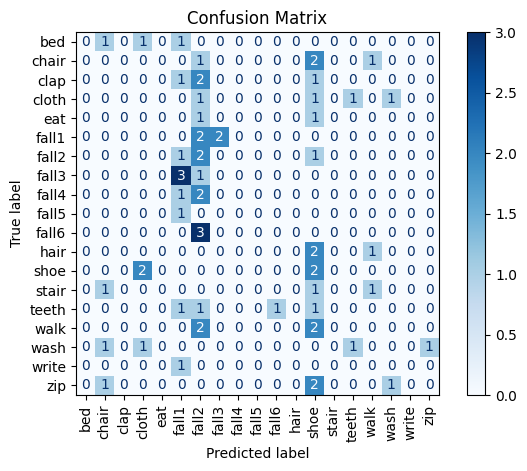 Confusion Matrix
True label
bed 0 1 0 1 0 1 0 0 0 0 0 0 0 0 0 0 0 0 0
chair 0 0 0 0 0 0 1 0 0 0 0 0 2 0 0 1 0 0 0
clap 0 0 0 0 0 1 2 0 0 0 0 0 1 0 0 0 0 0 0
cloth 0 0 0 0 0 0 1 0 0 0 0 0 1 0 1 0 1 0 0
eat 0 0 0 0 0 0 1 0 0 0 0 0 1 0 0 0 0 0 0
fall1 0 0 0 0 0 0 2 2 0 0 0 0 0 0 0 0 0 0 0
fall2 0 0 0 0 0 1 2 0 0 0 0 0 1 0 0 0 0 0 0
fall3 0 0 0 0 0 3 1 0 0 0 0 0 0 0 0 0 0 0 0
fall4 0 0 0 0 0 1 2 0 0 0 0 0 0 0 0 0 0 0 0
fall5 0 0 0 0 0 1 0 0 0 0 0 0 0 0 0 0 0 0 0
fall6 0 0 0 0 0 0 3 0 0 0 0 0 0 0 0 0 0 0 0
hair 0 0 0 0 0 0 0 0 0 0 0 0 2 0 0 1 0 0 0
shoe 0 0 0 2 0 0 0 0 0 0 0 0 2 0 0 0 0 0 0
stair 0 1 0 0 0 0 0 0 0 0 0 0 1 0 0 1 0 0 0
teeth 0 0 0 0 0 1 1 0 0 0 1 0 1 0 0 0 0 0 0
walk 0 0 0 0 0 0 2 0 0 0 0 0 2 0 0 0 0 0 0
wash 0 1 0 1 0 0 0 0 0 0 0 0 0 0 1 0 0 0 1
write 0 0 0 0 0 1 0 0 0 0 0 0 0 0 0 0 0 0 0
zip 0 1 0 0 0 0 0 0 0 0 0 0 2 0 0 0 1 0 0
bed chair clap cloth eat fall1 fall2 fall3 fall4 fall5 fall6 hair shoe stair teeth walk wash write zip
Predicted label
3.0
2.5
2.0
1.5
1.0
0.5
0.0